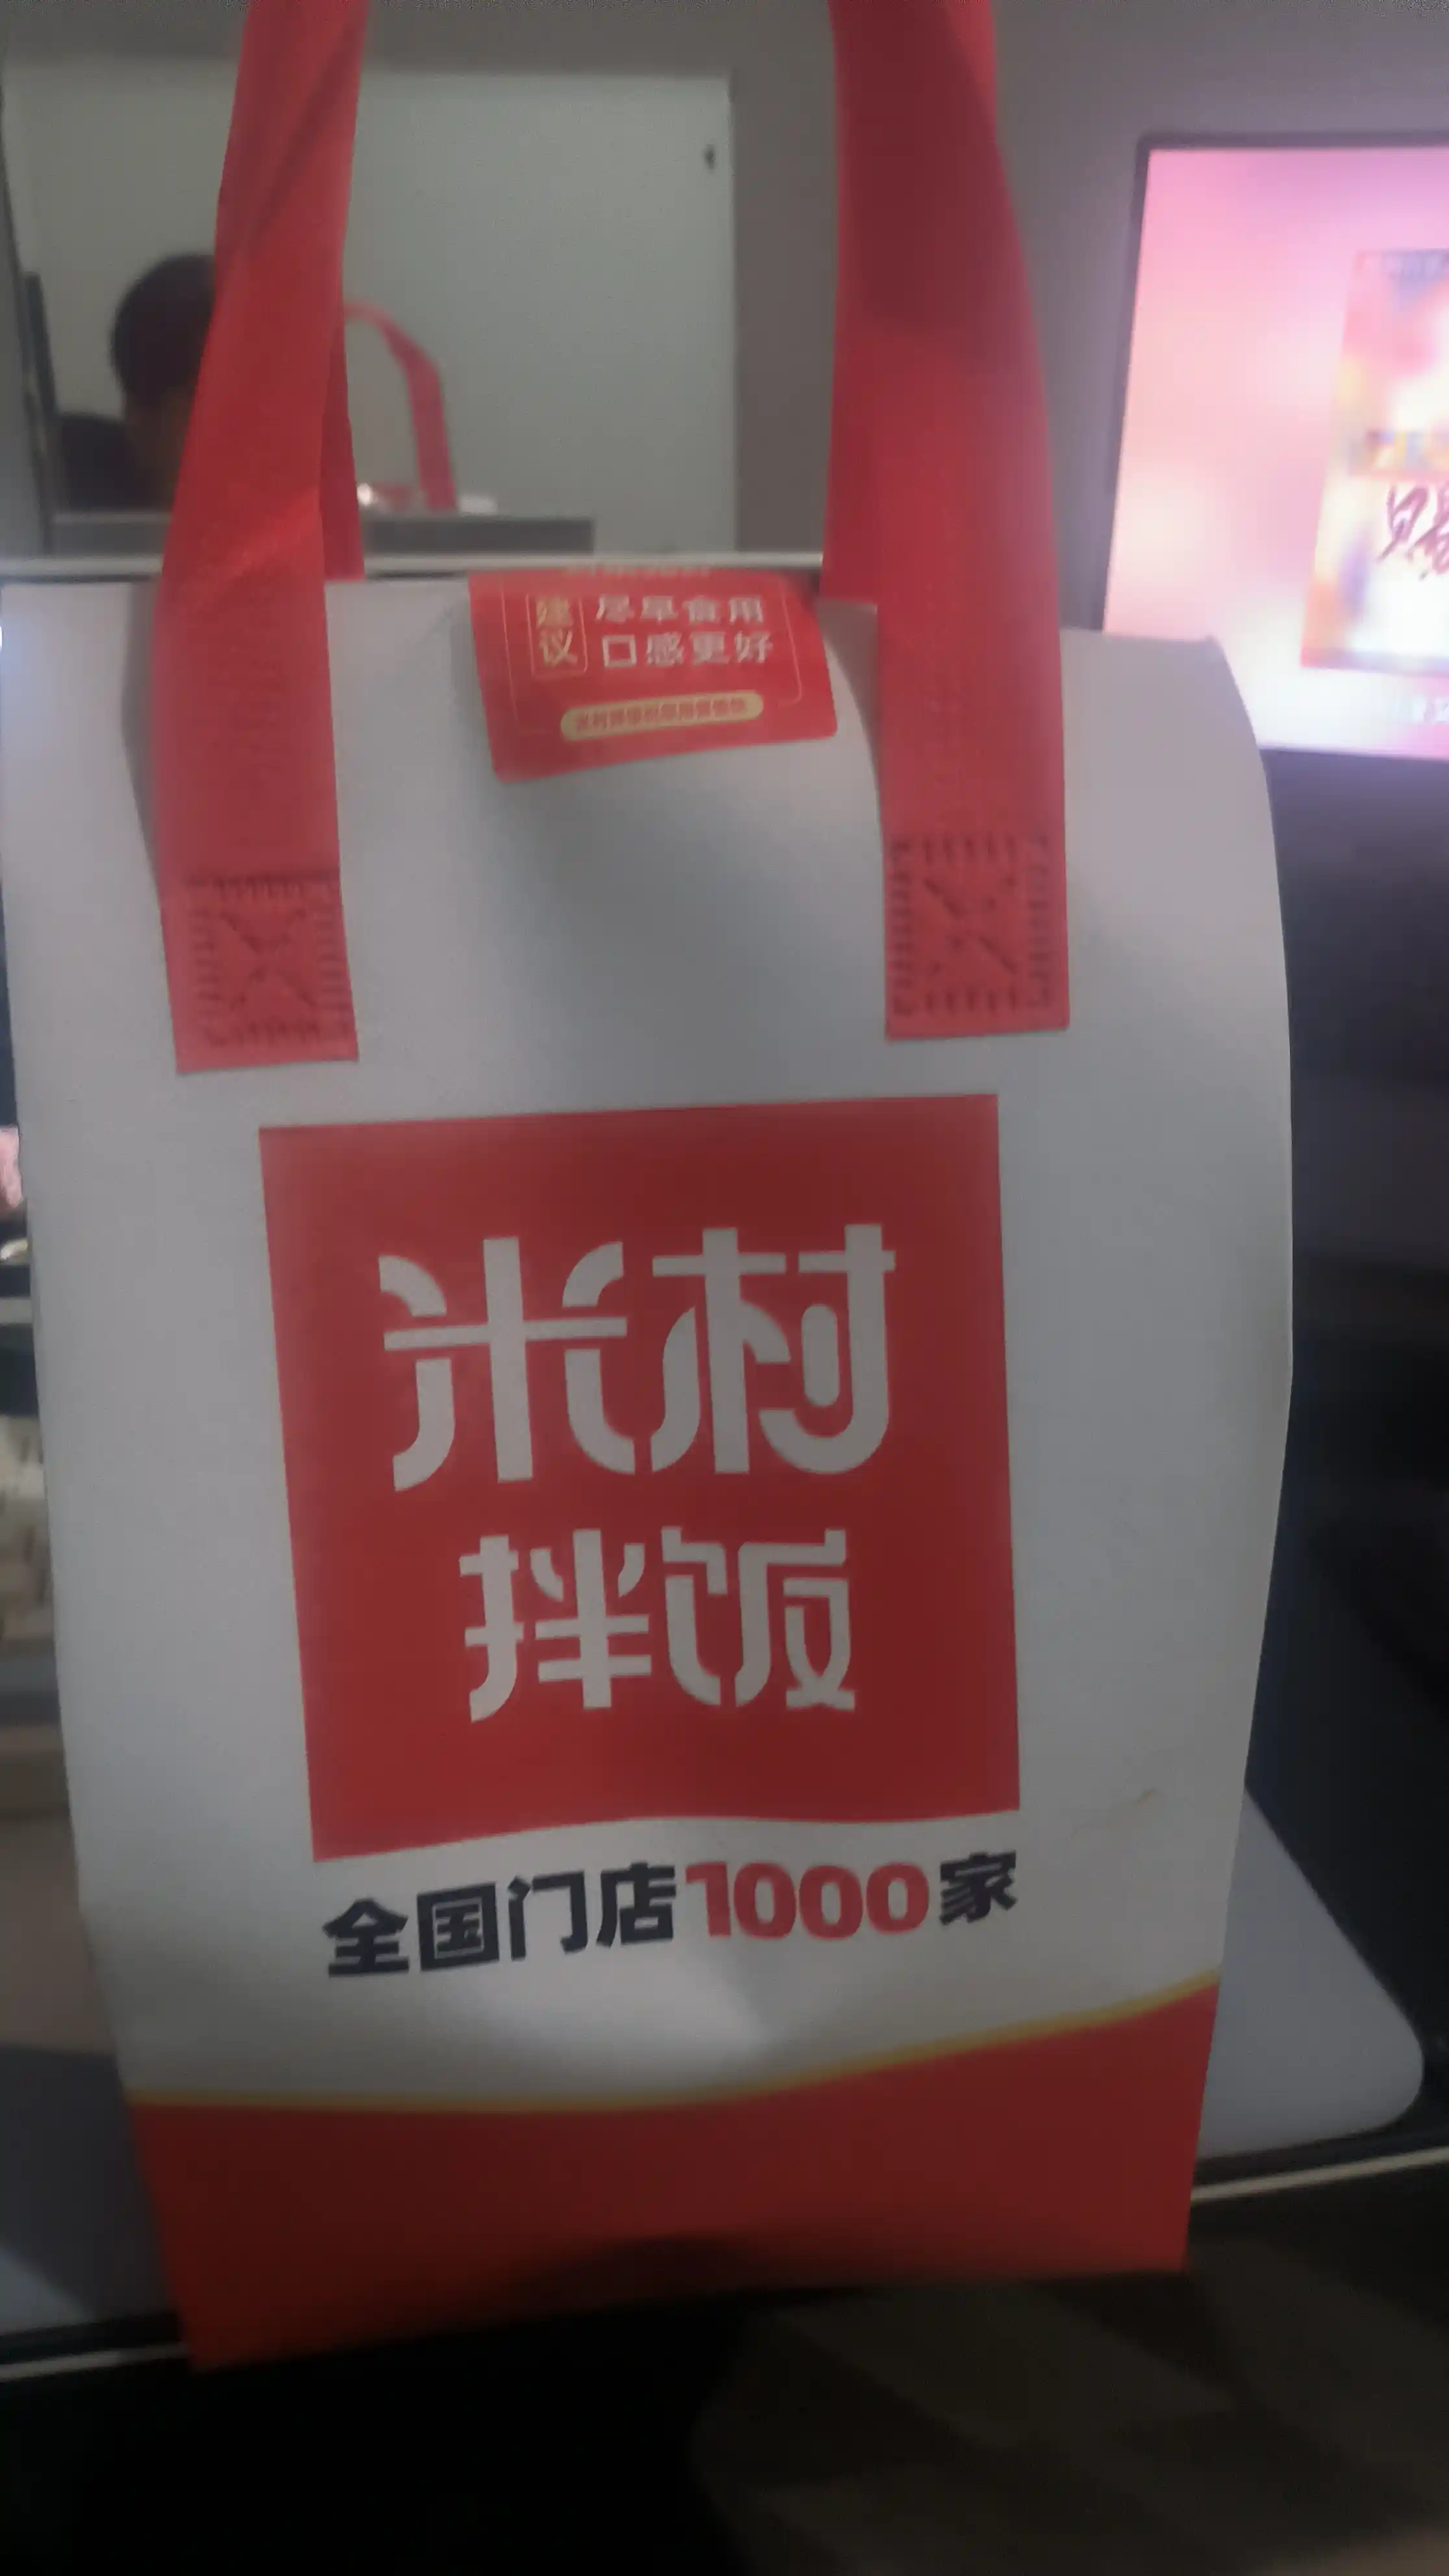 建议
尽早食用
口感更好
米村
拌饭
全国门店1000家